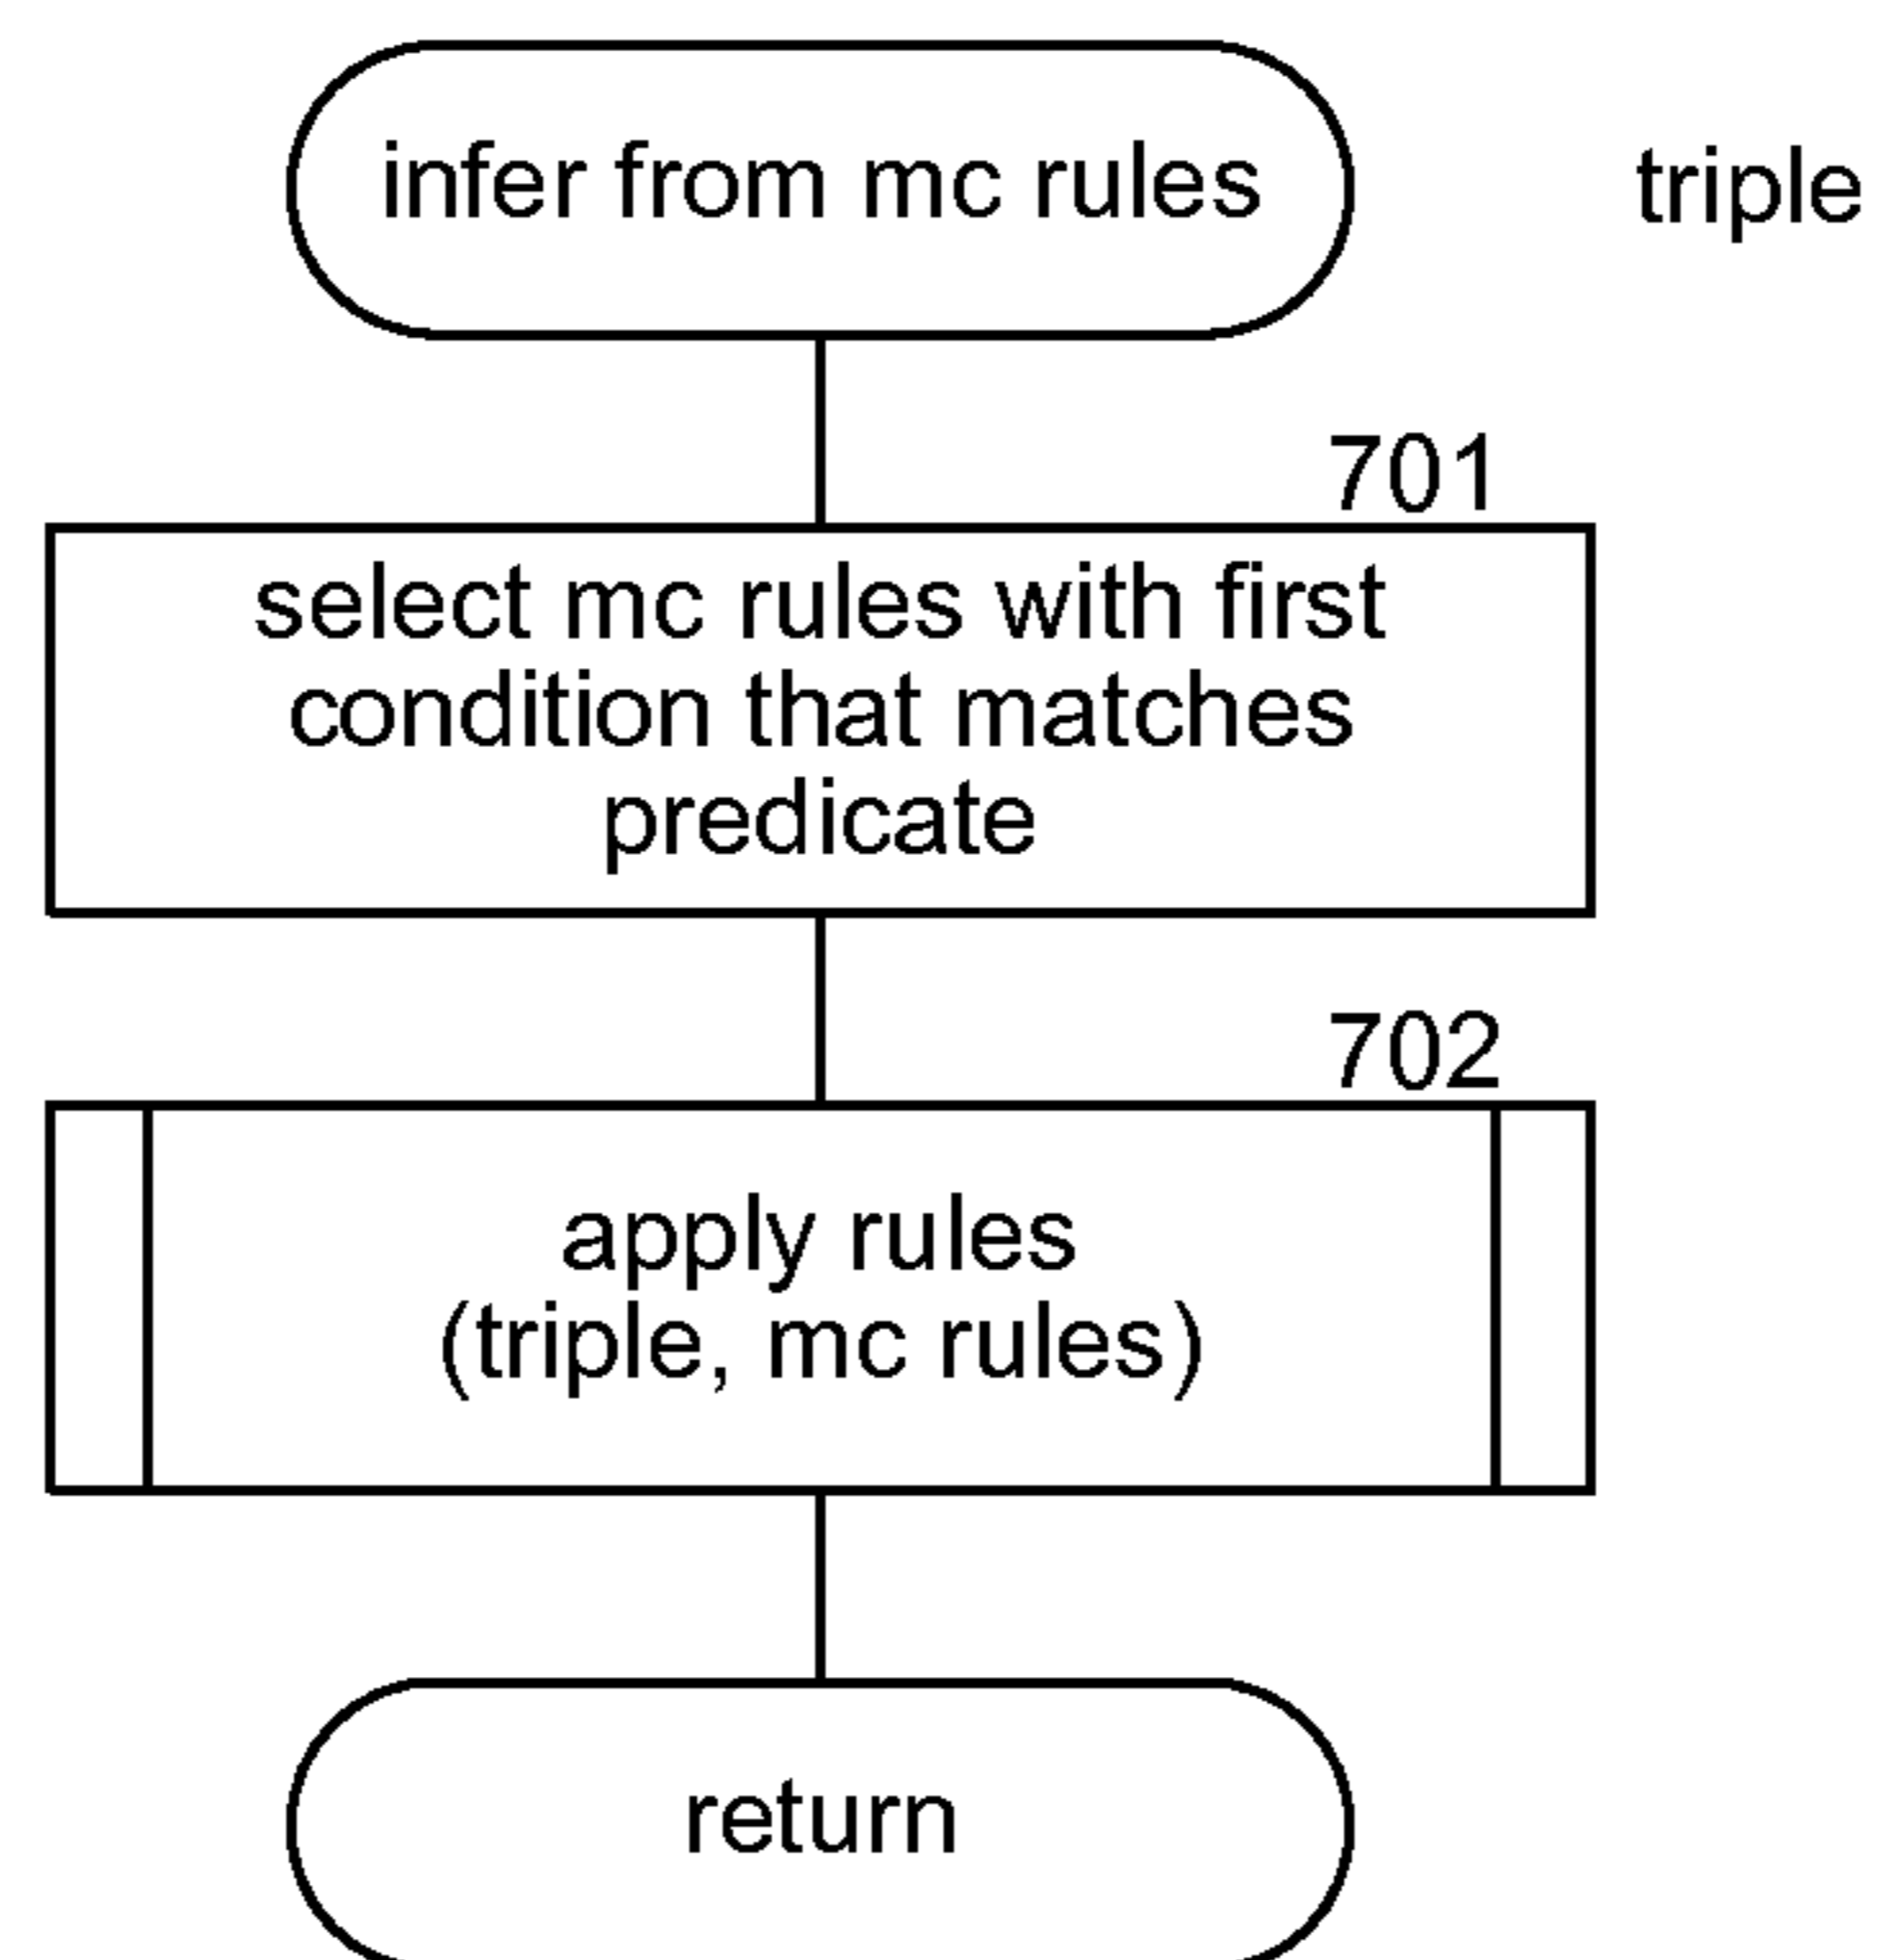 infer from mc rules
triple
701
select mc rules with first
condition that matches
predicate
702
apply rules
(triple, mc rules)
return